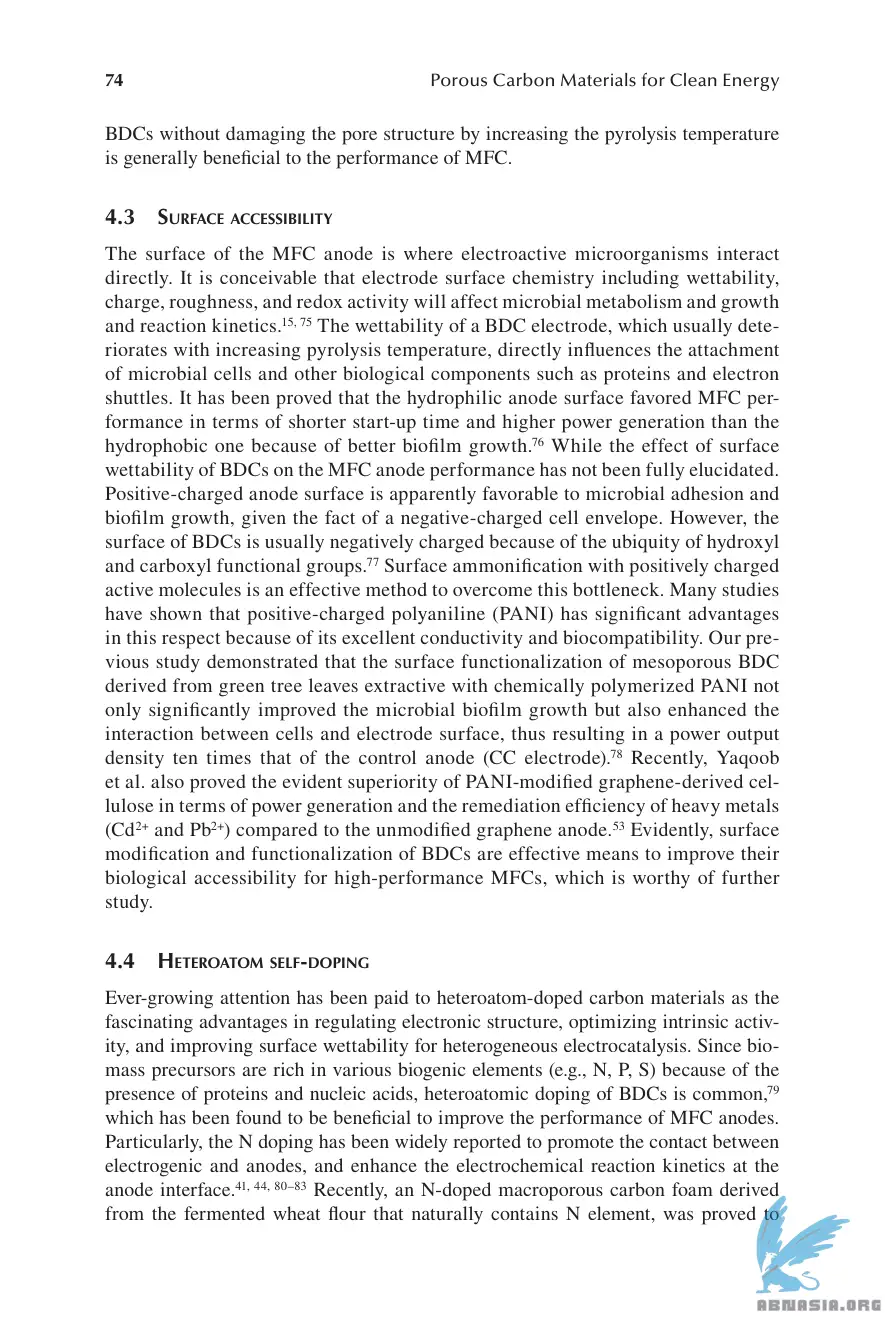 74 Porous Carbon Materials for Clean Energy
BDCs without damaging the pore structure by increasing the pyrolysis temperature
is generally beneficial to the performance of MFC.
4.3 Surface accessibility
The surface of the MFC anode is where electroactive microorganisms interact
directly. It is conceivable that electrode surface chemistry including wettability,
charge, roughness, and redox activity will affect microbial metabolism and growth
and reaction kinetics.15, 75 The wettability of a BDC electrode, which usually dete-
riorates with increasing pyrolysis temperature, directly influences the attachment
of microbial cells and other biological components such as proteins and electron
shuttles. It has been proved that the hydrophilic anode surface favored MFC per-
formance in terms of shorter start-up time and higher power generation than the
hydrophobic one because of better biofilm growth.76 While the effect of surface
wettability of BDCs on the MFC anode performance has not been fully elucidated.
Positive-charged anode surface is apparently favorable to microbial adhesion and
biofilm growth, given the fact of a negative-charged cell envelope. However, the
surface of BDCs is usually negatively charged because of the ubiquity of hydroxyl
and carboxyl functional groups.77 Surface ammonification with positively charged
active molecules is an effective method to overcome this bottleneck. Many studies
have shown that positive-charged polyaniline (PANI) has significant advantages
in this respect because of its excellent conductivity and biocompatibility. Our pre-
vious study demonstrated that the surface functionalization of mesoporous BDC
derived from green tree leaves extractive with chemically polymerized PANI not
only significantly improved the microbial biofilm growth but also enhanced the
interaction between cells and electrode surface, thus resulting in a power output
density ten times that of the control anode (CC electrode).78 Recently, Yaqoob
et al. also proved the evident superiority of PANI-modified graphene-derived cel-
lulose in terms of power generation and the remediation efficiency of heavy metals
(Cd2+ and Pb2+) compared to the unmodified graphene anode.53 Evidently, surface
modification and functionalization of BDCs are effective means to improve their
biological accessibility for high-performance MFCs, which is worthy of further
study.
4.4 Heteroatom self-doping
Ever-growing attention has been paid to heteroatom-doped carbon materials as the
fascinating advantages in regulating electronic structure, optimizing intrinsic activ-
ity, and improving surface wettability for heterogeneous electrocatalysis. Since bio-
mass precursors are rich in various biogenic elements (e.g., N, P, S) because of the
presence of proteins and nucleic acids, heteroatomic doping of BDCs is common,79
which has been found to be beneficial to improve the performance of MFC anodes.
Particularly, the N doping has been widely reported to promote the contact between
electrogenic and anodes, and enhance the electrochemical reaction kinetics at the
anode interface.41, 44, 80–83 Recently, an N-doped macroporous carbon foam derived
from the fermented wheat flour that naturally contains N element, was proved to
ABNASIA.ORG